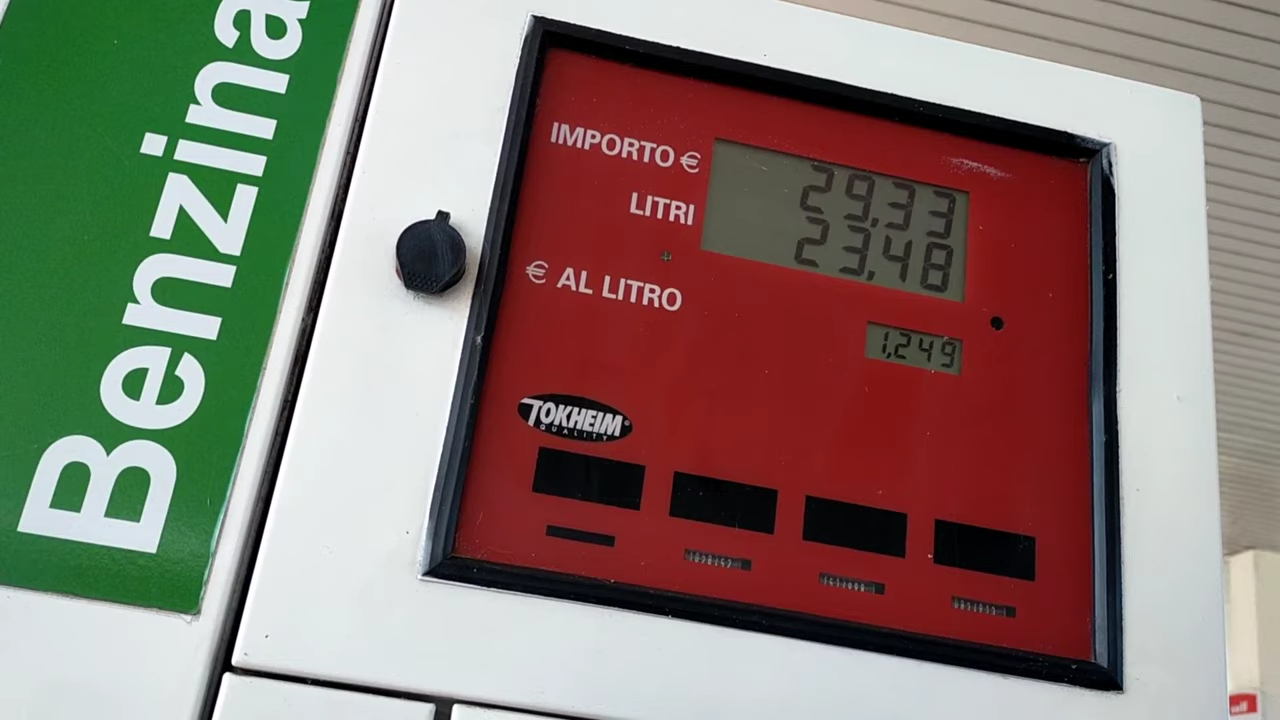 Benzina
IMPORTO € 29,33
LITRI 23,48
€ AL LITRO
1,249
TOKHEIM
QUALITY